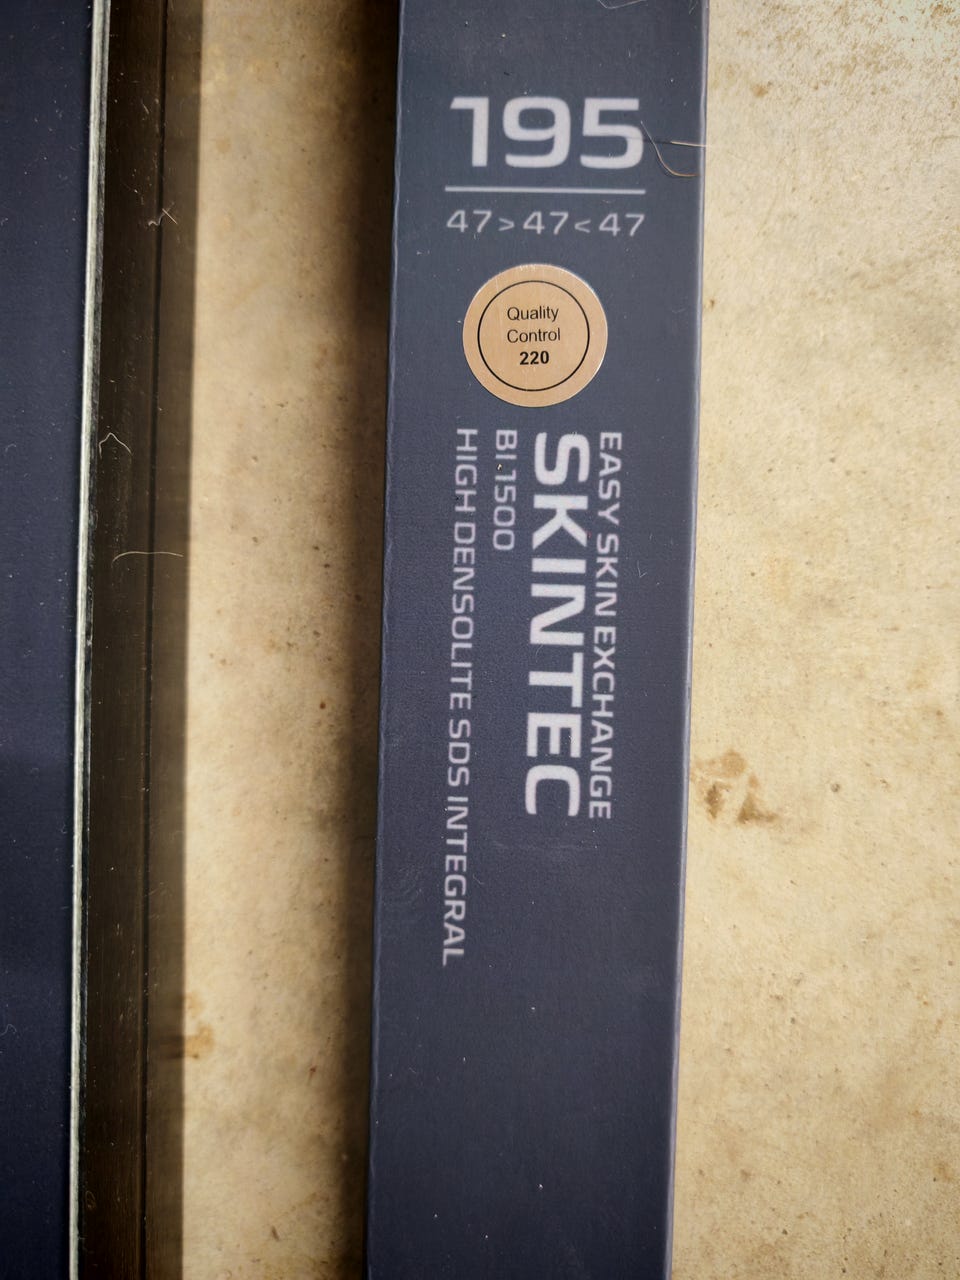 195
47>47<47
Quality
Control
220
EASY SKIN EXCHANGE
SKINTEC
BI.1500
HIGH DENSOLITE SDS INTEGRAL